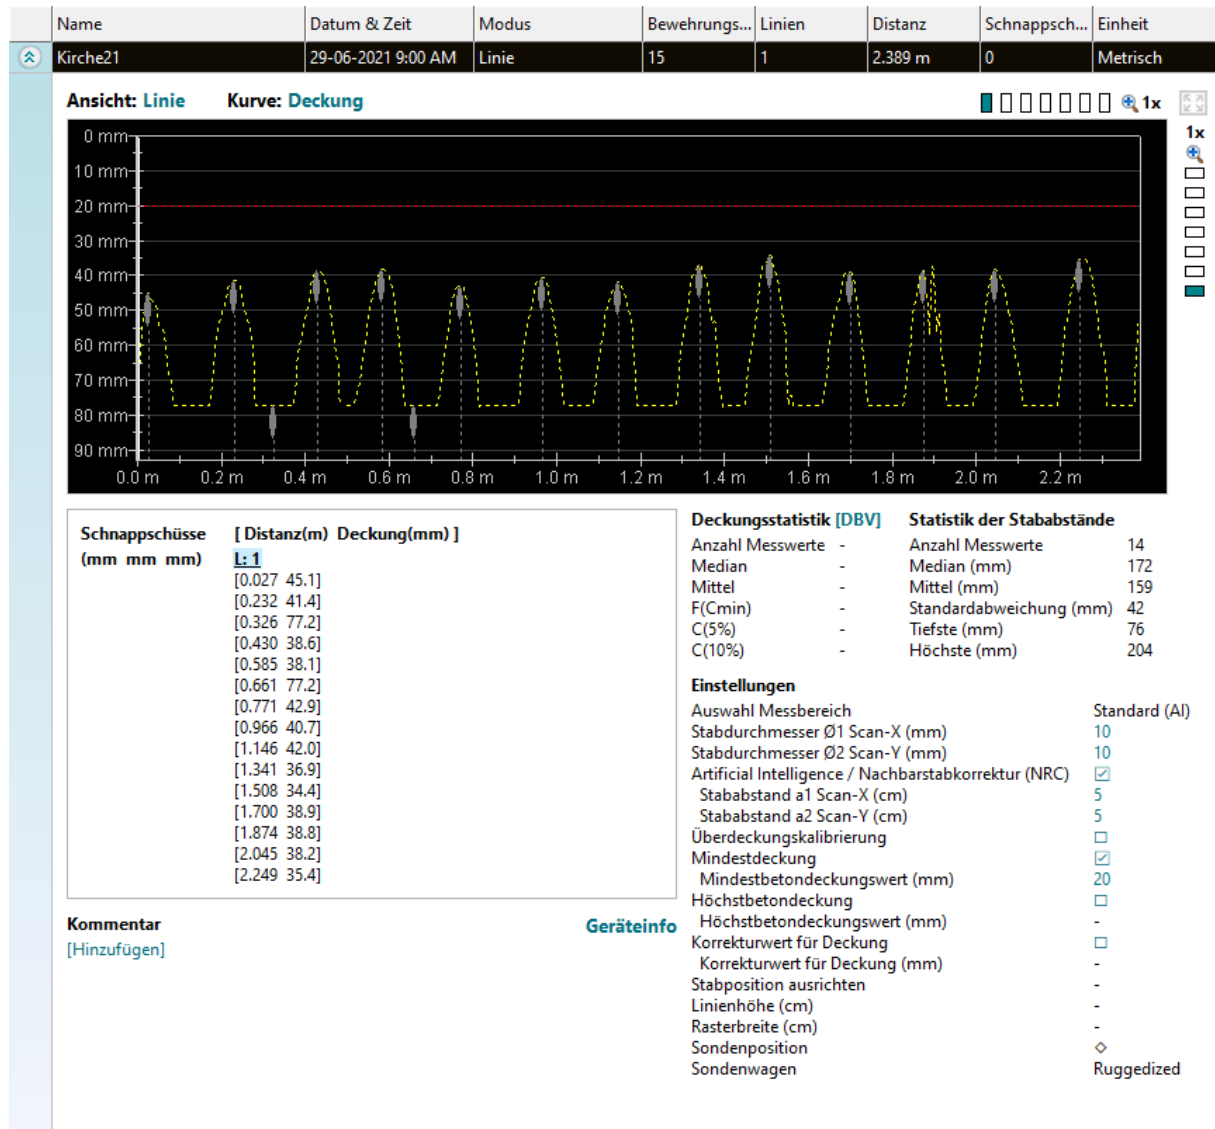 Name Datum & Zeit Modus Bewehrungs... Linien Distanz Schnappsch... Einheit
Kirche21 29-06-2021 9:00 AM Linie 15 1 2.389 m 0 Metrisch
Ansicht: Linie Kurve: Deckung 1x
1x
0 mm
10 mm
20 mm
30 mm
40 mm
50 mm
60 mm
70 mm
80 mm
90 mm
0.0 m 0.2 m 0.4 m 0.6 m 0.8 m 1.0 m 1.2 m 1.4 m 1.6 m 1.8 m 2.0 m 2.2 m
Schnappschüsse [ Distanz(m) Deckung(mm) ]
(mm mm mm) L: 1
[0.027 45.1]
[0.232 41.4]
[0.326 77.2]
[0.430 38.6]
[0.585 38.1]
[0.661 77.2]
[0.771 42.9]
[0.966 40.7]
[1.146 42.0]
[1.341 36.9]
[1.508 34.4]
[1.700 38.9]
[1.874 38.8]
[2.045 38.2]
[2.249 35.4]
Kommentar Geräteinfo
[Hinzufügen]
Deckungsstatistik [DBV]
Anzahl Messwerte -
Median -
Mittel -
F(Cmin) -
C(5%) -
C(10%) -
Statistik der Stababstände
Anzahl Messwerte 14
Median (mm) 172
Mittel (mm) 159
Standardabweichung (mm) 42
Tiefste (mm) 76
Höchste (mm) 204
Einstellungen
Auswahl Messbereich Standard (AI)
Stabdurchmesser Ø1 Scan-X (mm) 10
Stabdurchmesser Ø2 Scan-Y (mm) 10
Artificial Intelligence / Nachbarstabkorrektur (NRC)
Stababstand a1 Scan-X (cm) 5
Stababstand a2 Scan-Y (cm) 5
Überdeckungskalibrierung
Mindestdeckung
Mindestbetondeckungswert (mm) 20
Höchstbetondeckung
Höchstbetondeckungswert (mm) -
Korrekturwert für Deckung
Korrekturwert für Deckung (mm) -
Stabposition ausrichten -
Linienhöhe (cm) -
Rasterbreite (cm) -
Sondenposition
Sondenwagen Ruggedized